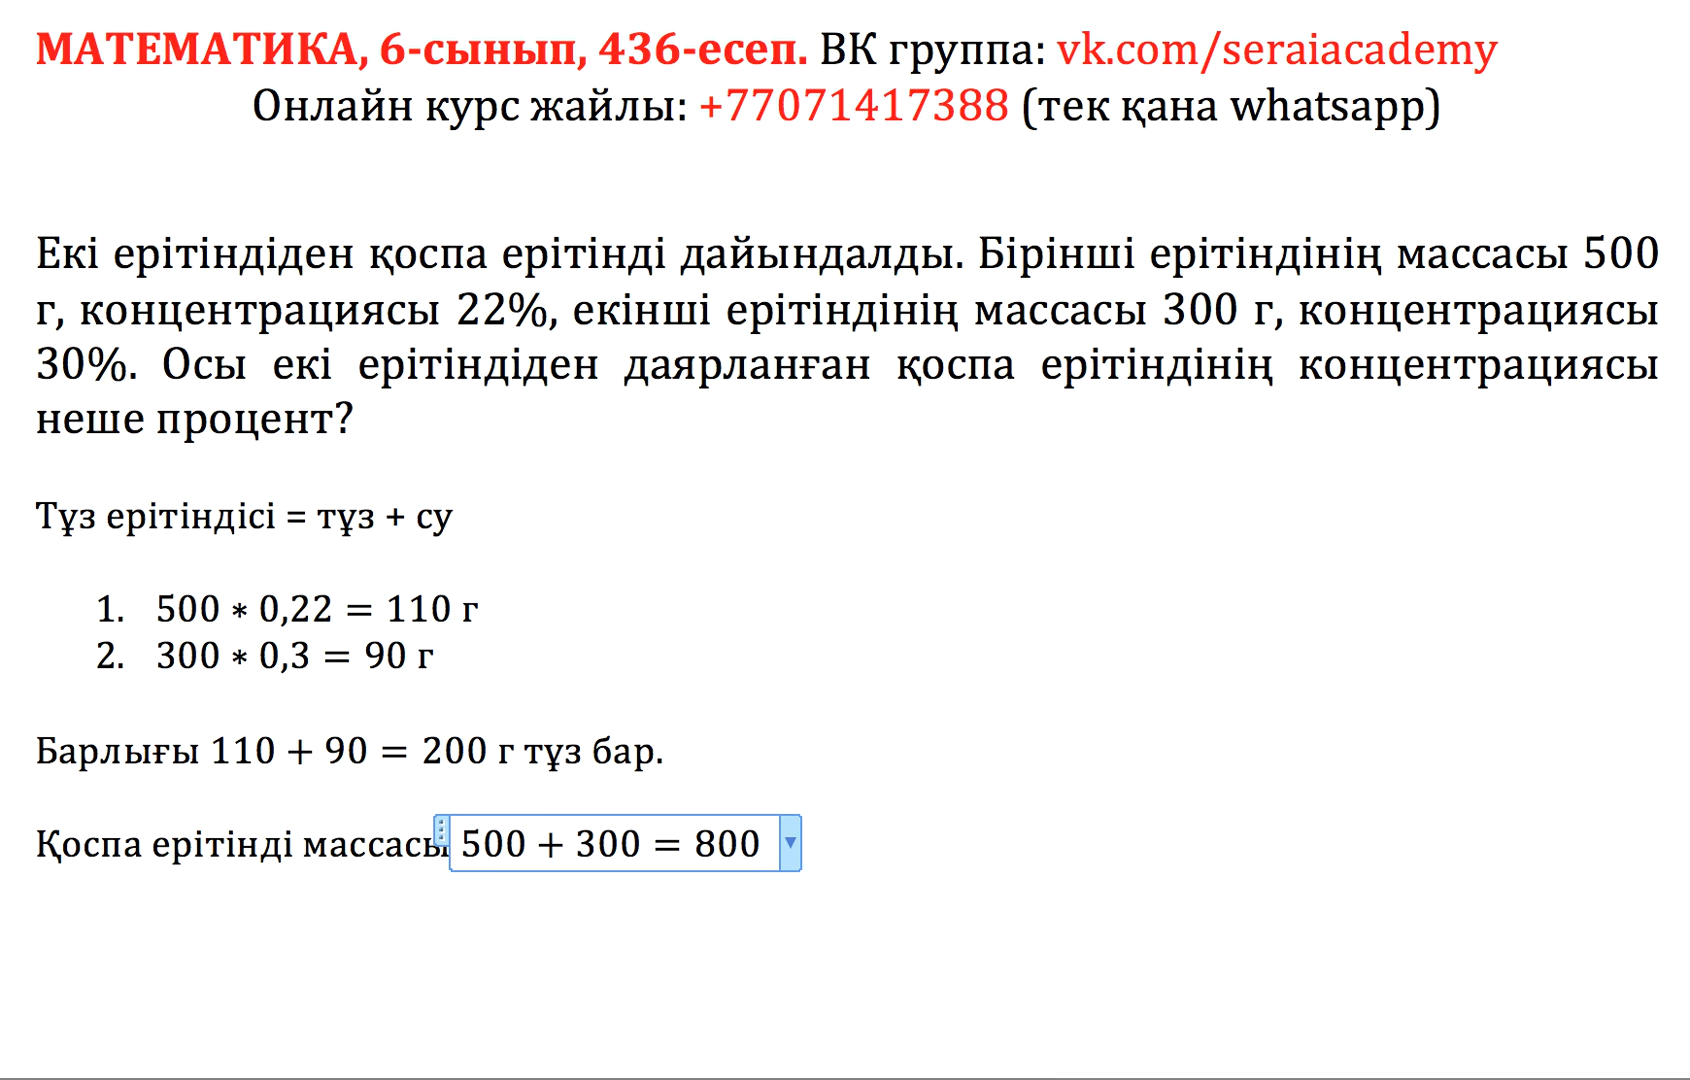 МАТЕМАТИКА, 6-сынып, 436-есеп. ВК группа: vk.com/seraiacademy
Онлайн курс жайлы: +77071417388 (тек қана whatsapp)
Екі ерітіндіден қоспа ерітінді дайындалды. Бірінші ерітіндінің массасы 500
г, концентрациясы 22%, екінші ерітіндінің массасы 300 г, концентрациясы
30%. Осы екі ерітіндіден даярланған қоспа ерітіндінің концентрациясы
неше процент?
Тұз ерітіндісі = тұз + су
1. 500 ∗ 0,22 = 110 г
2. 300 ∗ 0,3 = 90 г
Барлығы 110 + 90 = 200 г тұз бар.
Қоспа ерітінді массасы 500 + 300 = 800